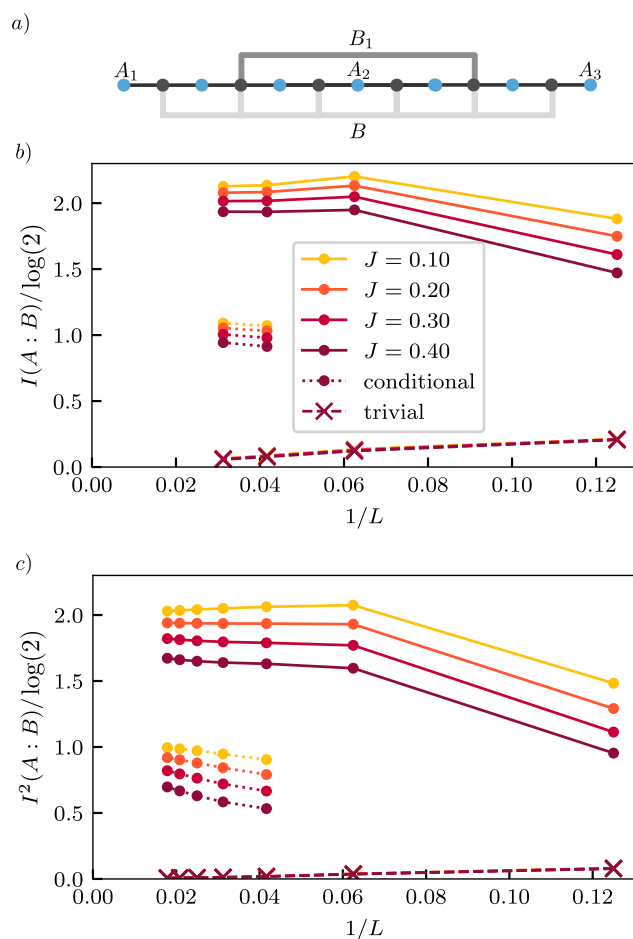 a)
B₁
A₁ A₂ A₃
B
b)
I(A : B)/log(2)
2.0
1.5
1.0
0.5
0.0
J = 0.10
J = 0.20
J = 0.30
J = 0.40
conditional
trivial
0.00 0.02 0.04 0.06 0.08 0.10 0.12
1/L
c)
I²(A : B)/log(2)
2.0
1.5
1.0
0.5
0.0
0.00 0.02 0.04 0.06 0.08 0.10 0.12
1/L